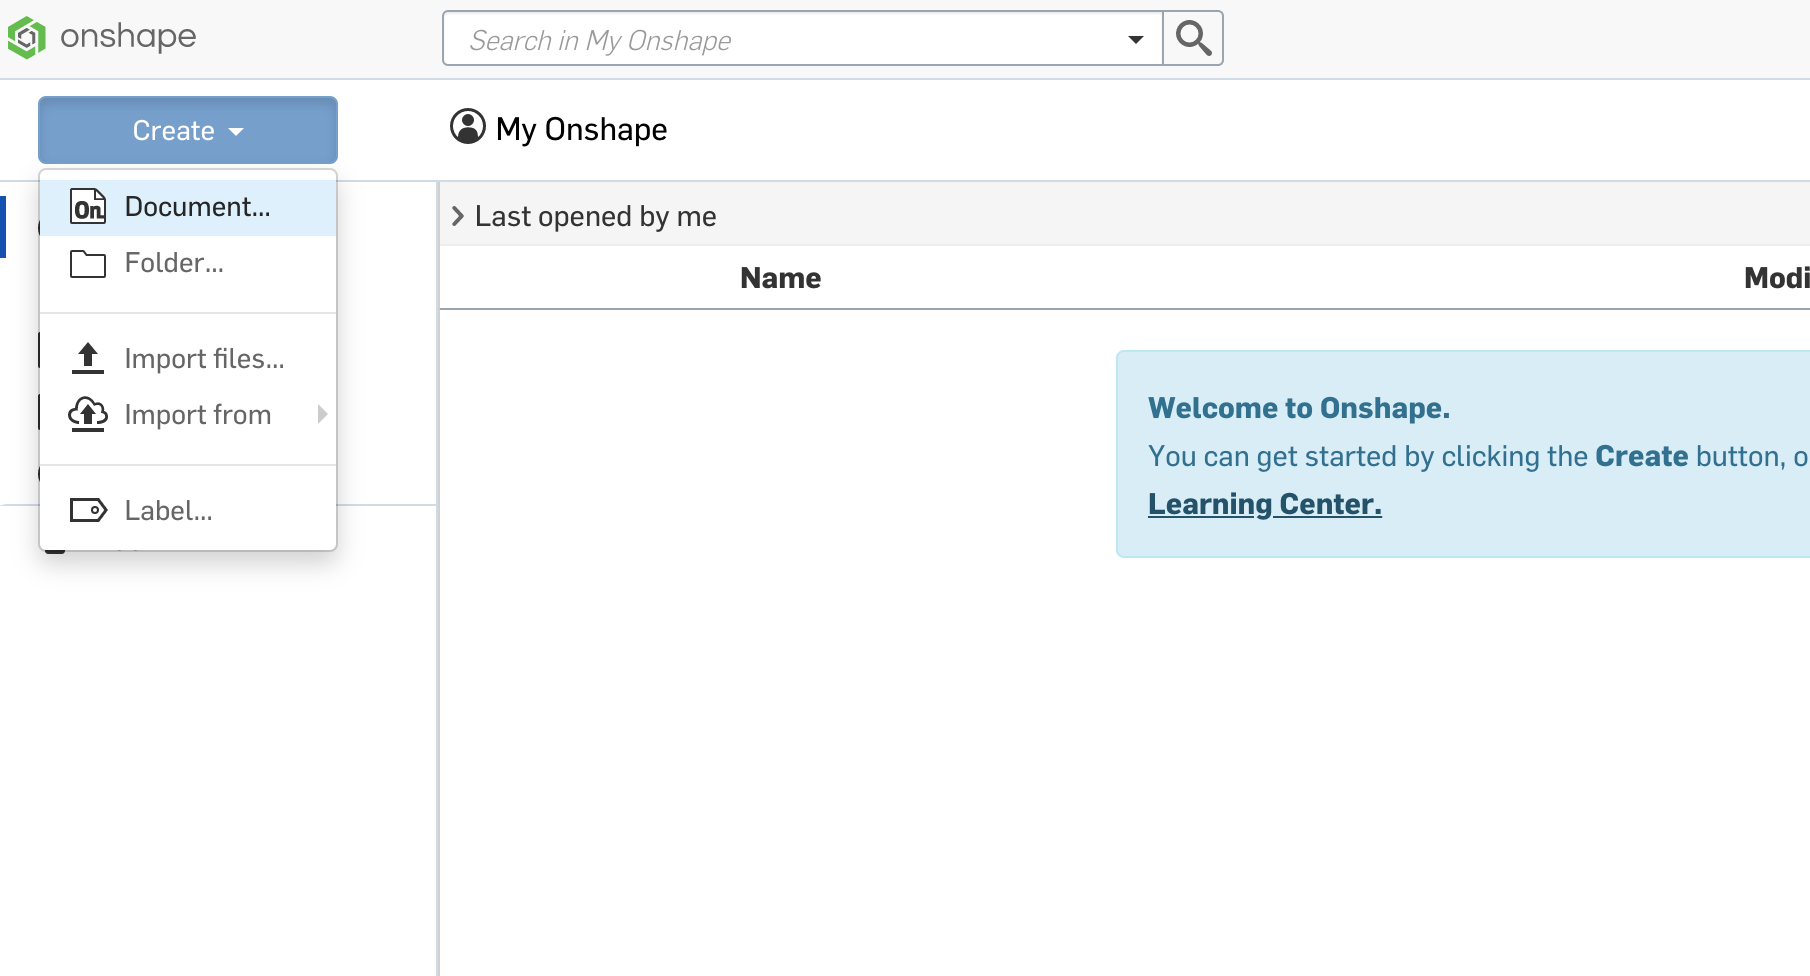 onshape
Search in My Onshape
Create
My Onshape
On
Document...
Folder...
Import files...
Import from
Label...
Last opened by me
Name
Welcome to Onshape.
You can get started by clicking the Create button,
Learning Center.